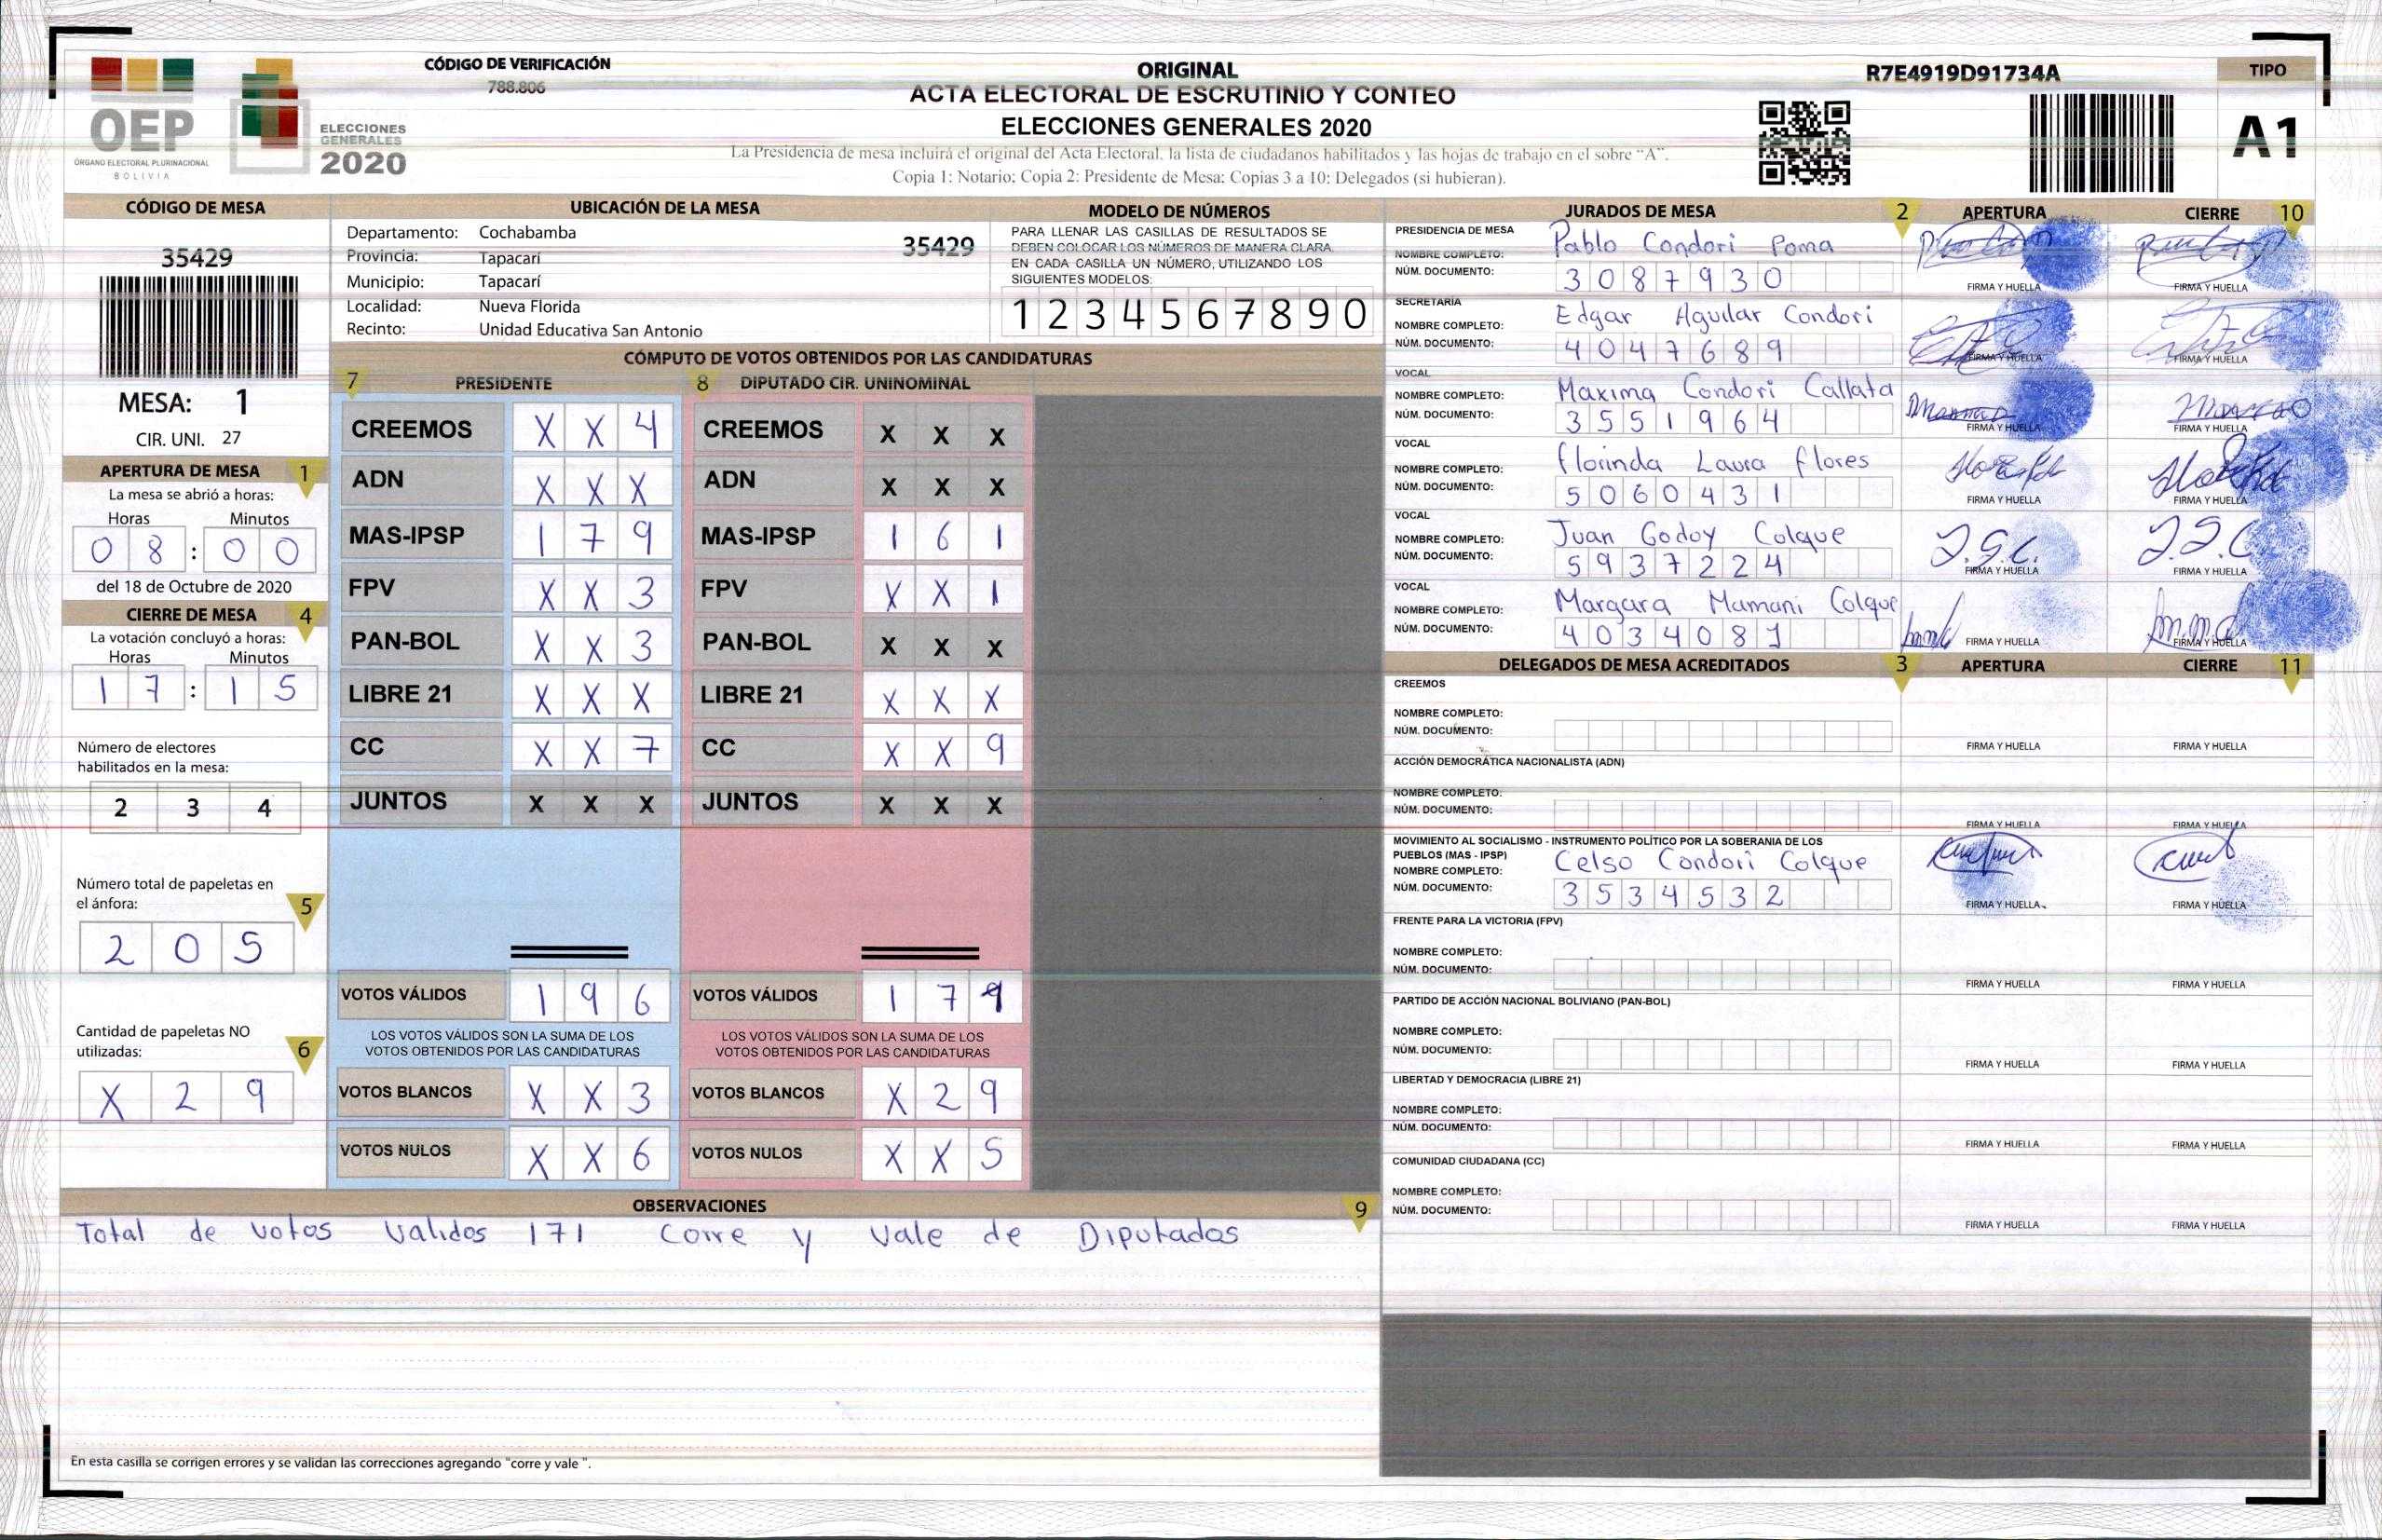 OEP
ÓRGANO ELECTORAL PLURINACIONAL
BOLIVIA
ELECCIONES
GENERALES
2020
CÓDIGO DE VERIFICACIÓN
788.806
ORIGINAL
ACTA ELECTORAL DE ESCRUTINIO Y CONTEO
ELECCIONES GENERALES 2020
La Presidencia de mesa incluirá el original del Acta Electoral, la lista de ciudadanos habilitados y las hojas de trabajo en el sobre "A".
Copia 1: Notario; Copia 2: Presidente de Mesa; Copias 3 a 10: Delegados (si hubieran).
R7E4919D91734A
TIPO
A1
CÓDIGO DE MESA
35429
MESA: 1
CIR. UNI. 27
APERTURA DE MESA 1
La mesa se abrió a horas:
Horas Minutos
0 8 : 0 0
del 18 de Octubre de 2020
CIERRE DE MESA 4
La votación concluyó a horas:
Horas Minutos
1 7 : 1 5
Número de electores
habilitados en la mesa:
2 3 4
Número total de papeletas en
el ánfora: 5
2 0 5
Cantidad de papeletas NO
utilizadas: 6
X 2 9
UBICACIÓN DE LA MESA
Departamento: Cochabamba
35429
Provincia: Tapacarí
Municipio: Tapacarí
Localidad: Nueva Florida
Recinto: Unidad Educativa San Antonio
MODELO DE NÚMEROS
PARA LLENAR LAS CASILLAS DE RESULTADOS SE
DEBEN COLOCAR LOS NÚMEROS DE MANERA CLARA,
EN CADA CASILLA UN NÚMERO, UTILIZANDO LOS
SIGUIENTES MODELOS:
1 2 3 4 5 6 7 8 9 0
CÓMPUTO DE VOTOS OBTENIDOS POR LAS CANDIDATURAS
7 PRESIDENTE 8 DIPUTADO CIR. UNINOMINAL
CREEMOS X X 4 CREEMOS X X X
ADN X X X ADN X X X
MAS-IPSP 1 7 9 MAS-IPSP 1 6 1
FPV X X 3 FPV X X 1
PAN-BOL X X 3 PAN-BOL X X X
LIBRE 21 X X X LIBRE 21 X X X
CC X X 7 CC X X 9
JUNTOS X X X JUNTOS X X X
VOTOS VÁLIDOS 1 9 6 VOTOS VÁLIDOS 1 7
LOS VOTOS VÁLIDOS SON LA SUMA DE LOS LOS VOTOS VÁLIDOS SON LA SUMA DE LOS
VOTOS OBTENIDOS POR LAS CANDIDATURAS VOTOS OBTENIDOS POR LAS CANDIDATURAS
VOTOS BLANCOS X X 3 VOTOS BLANCOS X 2 9
VOTOS NULOS X X 6 VOTOS NULOS X X 5
OBSERVACIONES 9
Total de votos Validos 171 Corre y Vale de Diputados
En esta casilla se corrigen errores y se validan las correcciones agregando "corre y vale ".
JURADOS DE MESA 2 APERTURA CIERRE 10
PRESIDENCIA DE MESA
NOMBRE COMPLETO: Pablo Condori Poma
NÚM. DOCUMENTO: 3 0 8 7 9 3 0
FIRMA Y HUELLA FIRMA Y HUELLA
SECRETARIA
NOMBRE COMPLETO: Edgar Aguilar Condori
NÚM. DOCUMENTO: 4 0 4 7 6 8 9
FIRMA Y HUELLA FIRMA Y HUELLA
VOCAL
NOMBRE COMPLETO: Maxima Condori Callata
NÚM. DOCUMENTO: 3 5 5 1 9 6 4
FIRMA Y HUELLA FIRMA Y HUELLA
VOCAL
NOMBRE COMPLETO: florinda Laura flores
NÚM. DOCUMENTO: 5 0 6 0 4 3 1
FIRMA Y HUELLA FIRMA Y HUELLA
VOCAL
NOMBRE COMPLETO: Juan Godoy Colque
NÚM. DOCUMENTO: 5 9 3 7 2 2 4
J.G.C.
FIRMA Y HUELLA FIRMA Y HUELLA
VOCAL
NOMBRE COMPLETO: Margara Mamani Colque
NÚM. DOCUMENTO: 4 0 3 4 0 8 1
FIRMA Y HUELLA FIRMA Y HUELLA
DELEGADOS DE MESA ACREDITADOS 3 APERTURA CIERRE 11
CREEMOS
NOMBRE COMPLETO:
NÚM. DOCUMENTO:
FIRMA Y HUELLA FIRMA Y HUELLA
ACCIÓN DEMOCRÁTICA NACIONALISTA (ADN)
NOMBRE COMPLETO:
NÚM. DOCUMENTO:
FIRMA Y HUELLA FIRMA Y HUELLA
MOVIMIENTO AL SOCIALISMO - INSTRUMENTO POLÍTICO POR LA SOBERANIA DE LOS
PUEBLOS (MAS - IPSP)
NOMBRE COMPLETO: Celso Condori Colque
NÚM. DOCUMENTO: 3 5 3 4 5 3 2
FIRMA Y HUELLA FIRMA Y HUELLA
FRENTE PARA LA VICTORIA (FPV)
NOMBRE COMPLETO:
NÚM. DOCUMENTO:
FIRMA Y HUELLA FIRMA Y HUELLA
PARTIDO DE ACCIÓN NACIONAL BOLIVIANO (PAN-BOL)
NOMBRE COMPLETO:
NÚM. DOCUMENTO:
FIRMA Y HUELLA FIRMA Y HUELLA
LIBERTAD Y DEMOCRACIA (LIBRE 21)
NOMBRE COMPLETO:
NÚM. DOCUMENTO:
FIRMA Y HUELLA FIRMA Y HUELLA
COMUNIDAD CIUDADANA (CC)
NOMBRE COMPLETO:
NÚM. DOCUMENTO:
FIRMA Y HUELLA FIRMA Y HUELLA